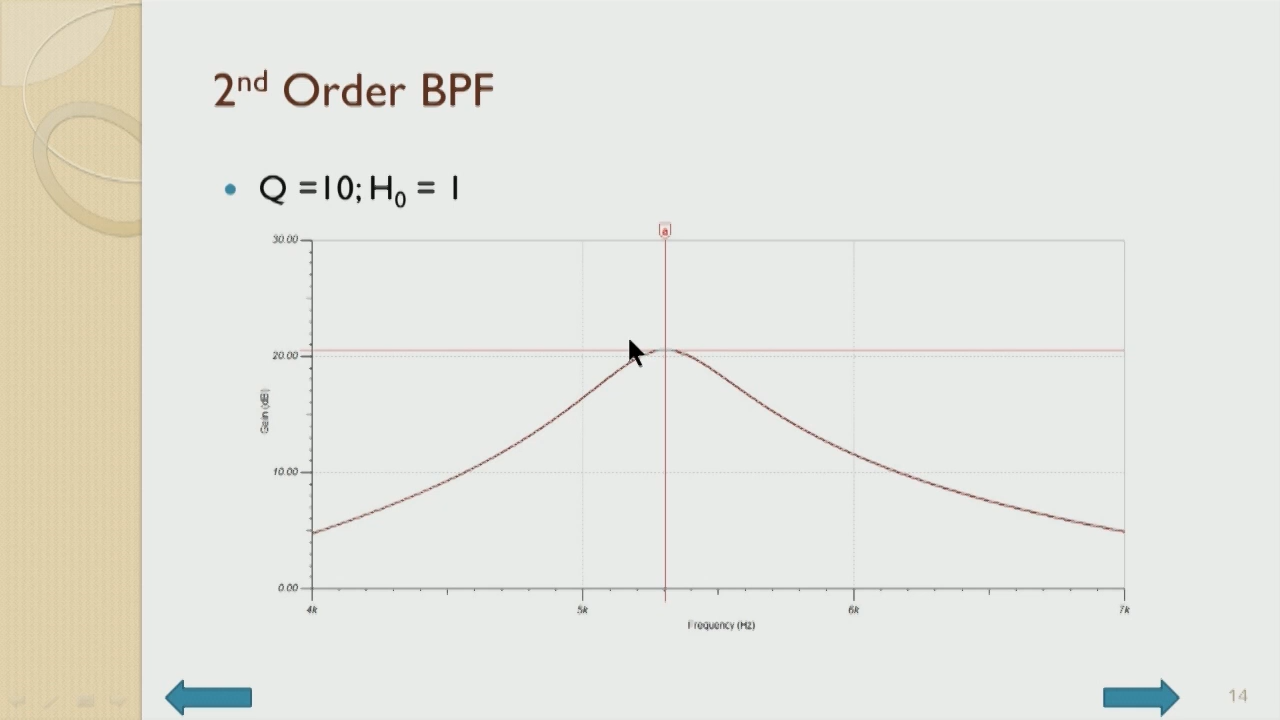 2nd Order BPF
• Q =10; H0 = 1
a
30.00
20.00
Gain (dB)
10.00
0.00
4k 5k 6k 7k
Frequency (Hz)
14